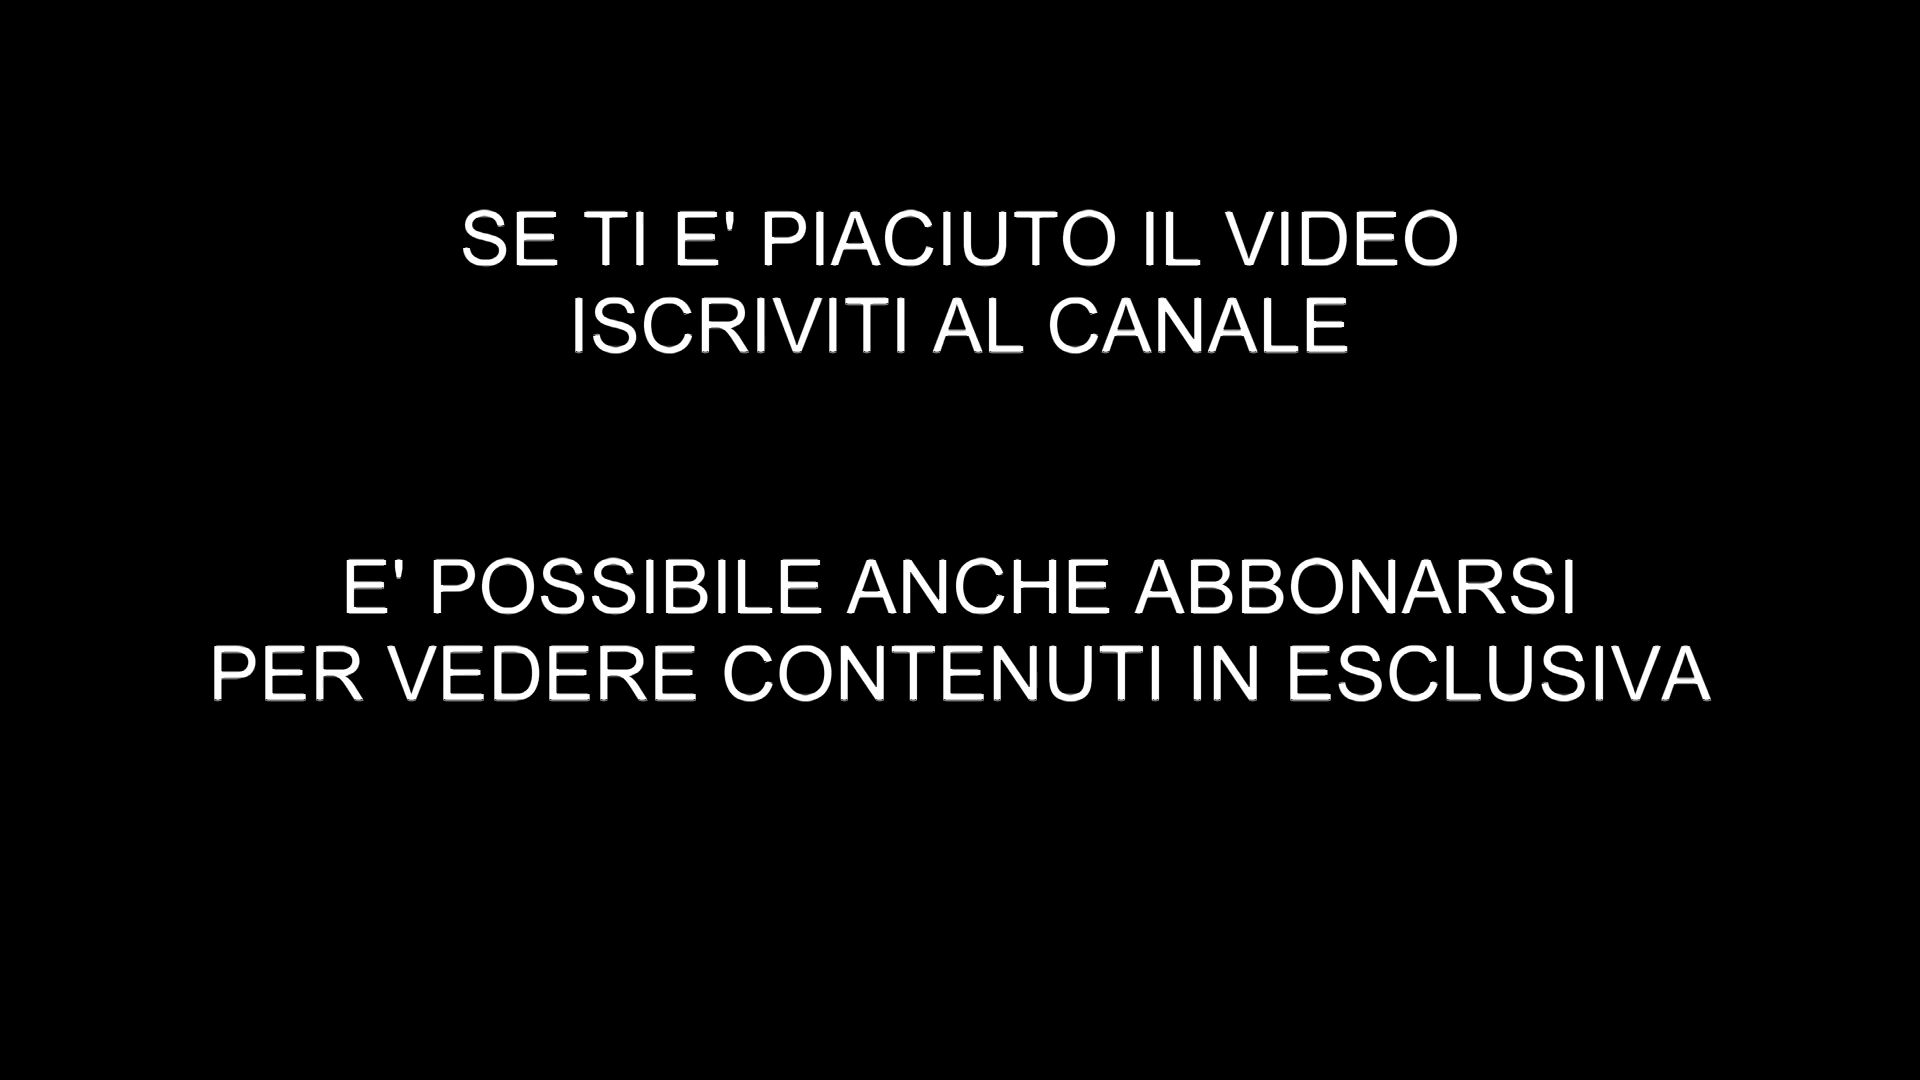 SE TI E' PIACIUTO IL VIDEO
ISCRIVITI AL CANALE
E' POSSIBILE ANCHE ABBONARSI
PER VEDERE CONTENUTI IN ESCLUSIVA